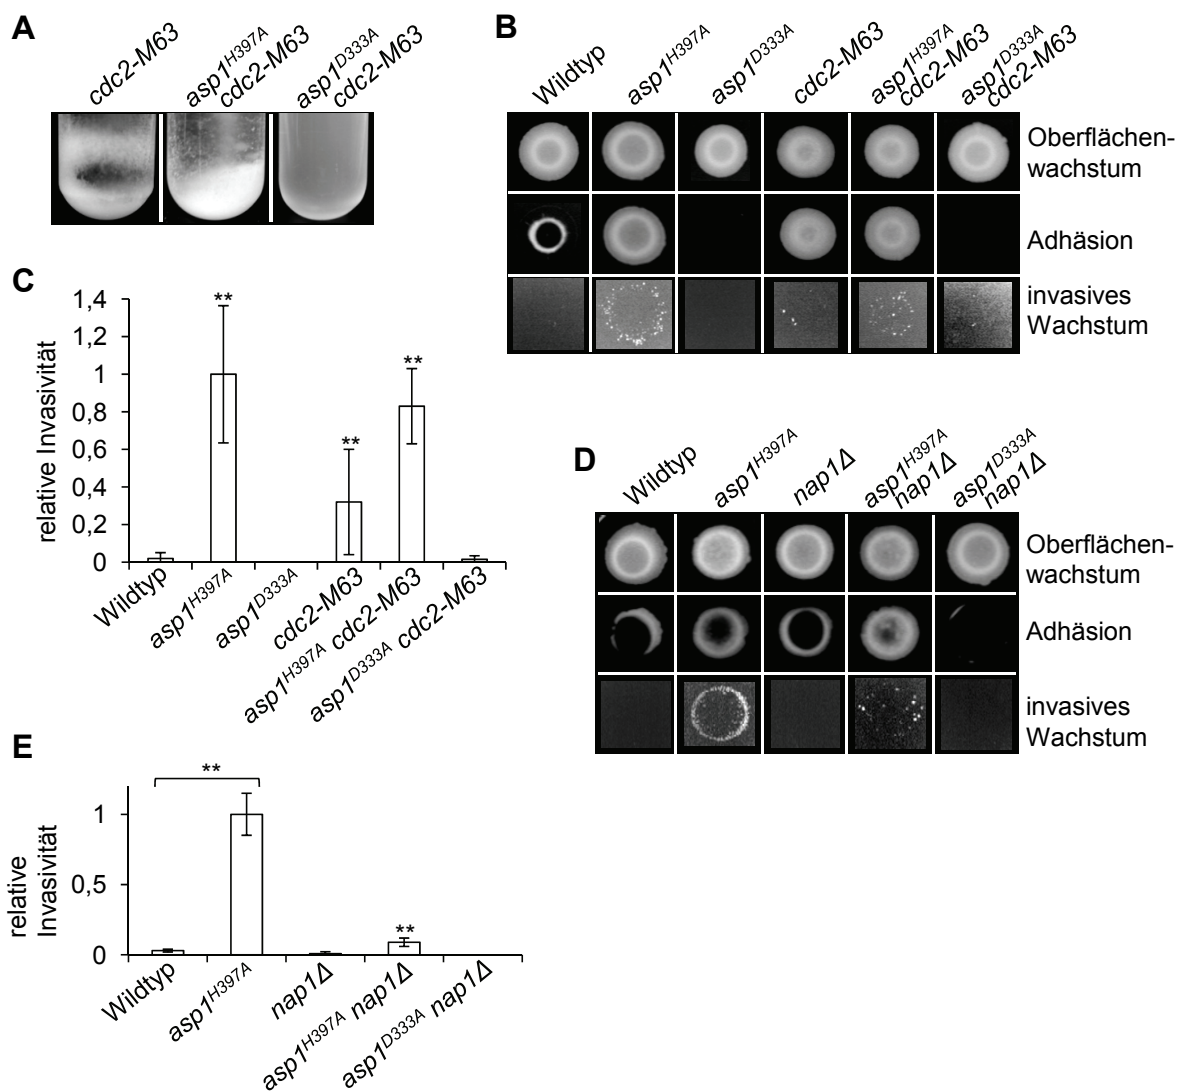 A
cdc2-M63
asp1H397A
cdc2-M63
asp1D333A
cdc2-M63
B
Wildtyp
asp1H397A
asp1D333A
cdc2-M63
asp1H397A
cdc2-M63
asp1D333A
cdc2-M63
Oberflächen-
wachstum
Adhäsion
invasives
Wachstum
C
relative Invasivität
1,4
1,2
1
0,8
0,6
0,4
0,2
0
**
**
**
Wildtyp
asp1H397A
asp1D333A
cdc2-M63
asp1H397A cdc2-M63
asp1D333A cdc2-M63
D
Wildtyp
asp1H397A
nap1Δ
asp1H397A
nap1Δ
asp1D333A
nap1Δ
Oberflächen-
wachstum
Adhäsion
invasives
Wachstum
E
relative
Invasivität
1
0,5
0
**
**
Wildtyp
asp1H397A
nap1Δ
asp1H397A nap1Δ
asp1D333A nap1Δ